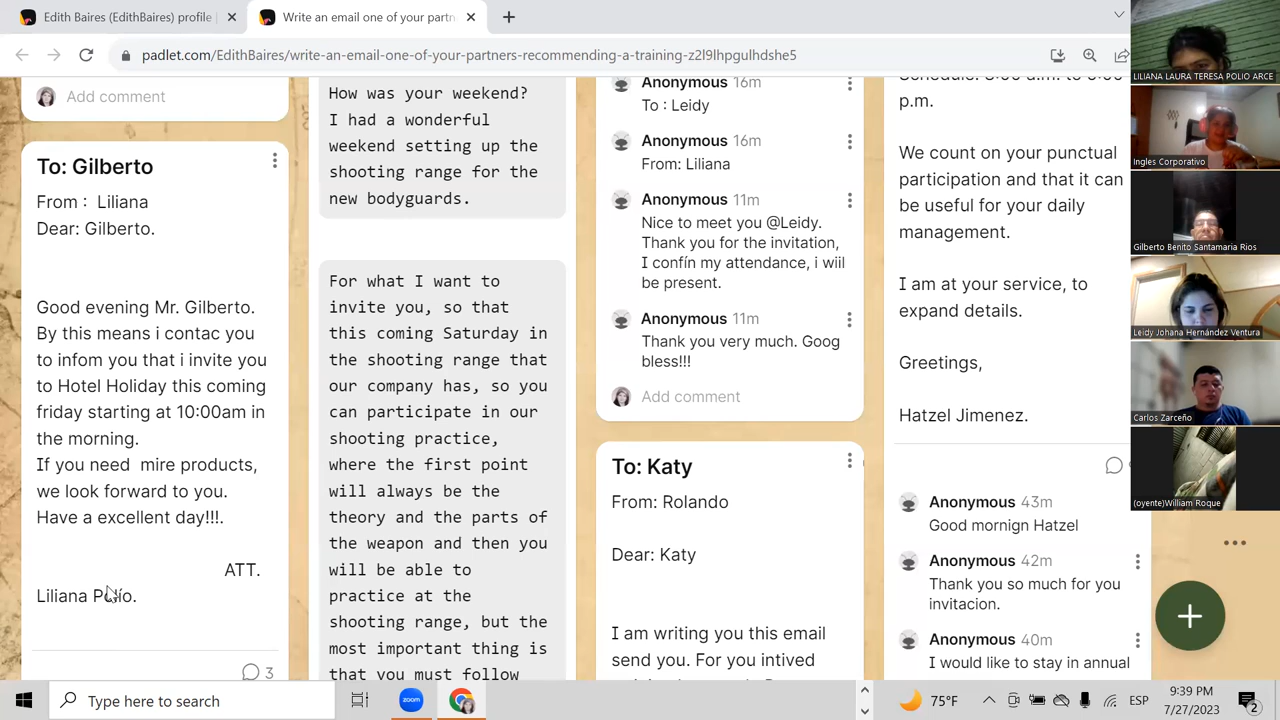 Edith Baires (EdithBaires) profile
Write an email one of your partn
padlet.com/EdithBaires/write-an-email-one-of-your-partners-recommending-a-training-z2l9lhpgulhdshe5
Add comment
To: Gilberto
From : Liliana
Dear: Gilberto.
Good evening Mr. Gilberto.
By this means i contac you
to infom you that i invite you
to Hotel Holiday this coming
friday starting at 10:00am in
the morning.
If you need mire products,
we look forward to you.
Have a excellent day!!!.
ATT.
Liliana Polio.
3
How was your weekend?
I had a wonderful
weekend setting up the
shooting range for the
new bodyguards.
For what I want to
invite you, so that
this coming Saturday in
the shooting range that
our company has, so you
can participate in our
shooting practice,
where the first point
will always be the
theory and the parts of
the weapon and then you
will be able to
practice at the
shooting range, but the
most important thing is
that you must follow
Anonymous 16m
To : Leidy
Anonymous 16m
From: Liliana
Anonymous 11m
Nice to meet you @Leidy.
Thank you for the invitation,
I confín my attendance, i wiil
be present.
Anonymous 11m
Thank you very much. Goog
bless!!!
Add comment
To: Katy
From: Rolando
Dear: Katy
I am writing you this email
send you. For you intived
p.m.
We count on your punctual
participation and that it can
be useful for your daily
management.
I am at your service, to
expand details.
Greetings,
Hatzel Jimenez.
Anonymous 43m
Good mornign Hatzel
Anonymous 42m
Thank you so much for you
invitacion.
Anonymous 40m
I would like to stay in annual
LILIANA LAURA TERESA POLIO ARCE
Ingles Corporativo
Gilberto Benito Santamaria Rios
Leidy Johana Hernández Ventura
Carlos Zarceño
(oyente)William Roque
Type here to search
zoom
75°F
ESP
9:39 PM
7/27/2023
2